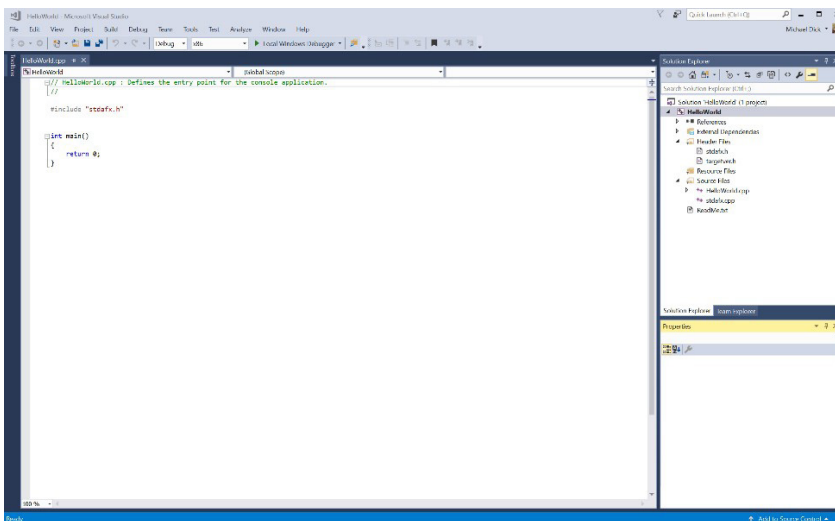 HelloWorld - Microsoft Visual Studio
Quick Launch (Ctrl+Q)
File Edit View Project Build Debug Team Tools Test Analyze Window Help
Michael Dick
Debug x86 Local Windows Debugger
Toolbox
HelloWorld.cpp
HelloWorld (Global Scope)
// HelloWorld.cpp : Defines the entry point for the console application.
//
#include "stdafx.h"
int main()
{
return 0;
}
100 %
Solution Explorer
Search Solution Explorer (Ctrl+;)
Solution 'HelloWorld' (1 project)
HelloWorld
References
External Dependencies
Header Files
stdafx.h
targetver.h
Resource Files
Source Files
HelloWorld.cpp
stdafx.cpp
ReadMe.txt
Solution Explorer Team Explorer
Properties
Ready
Add to Source Control